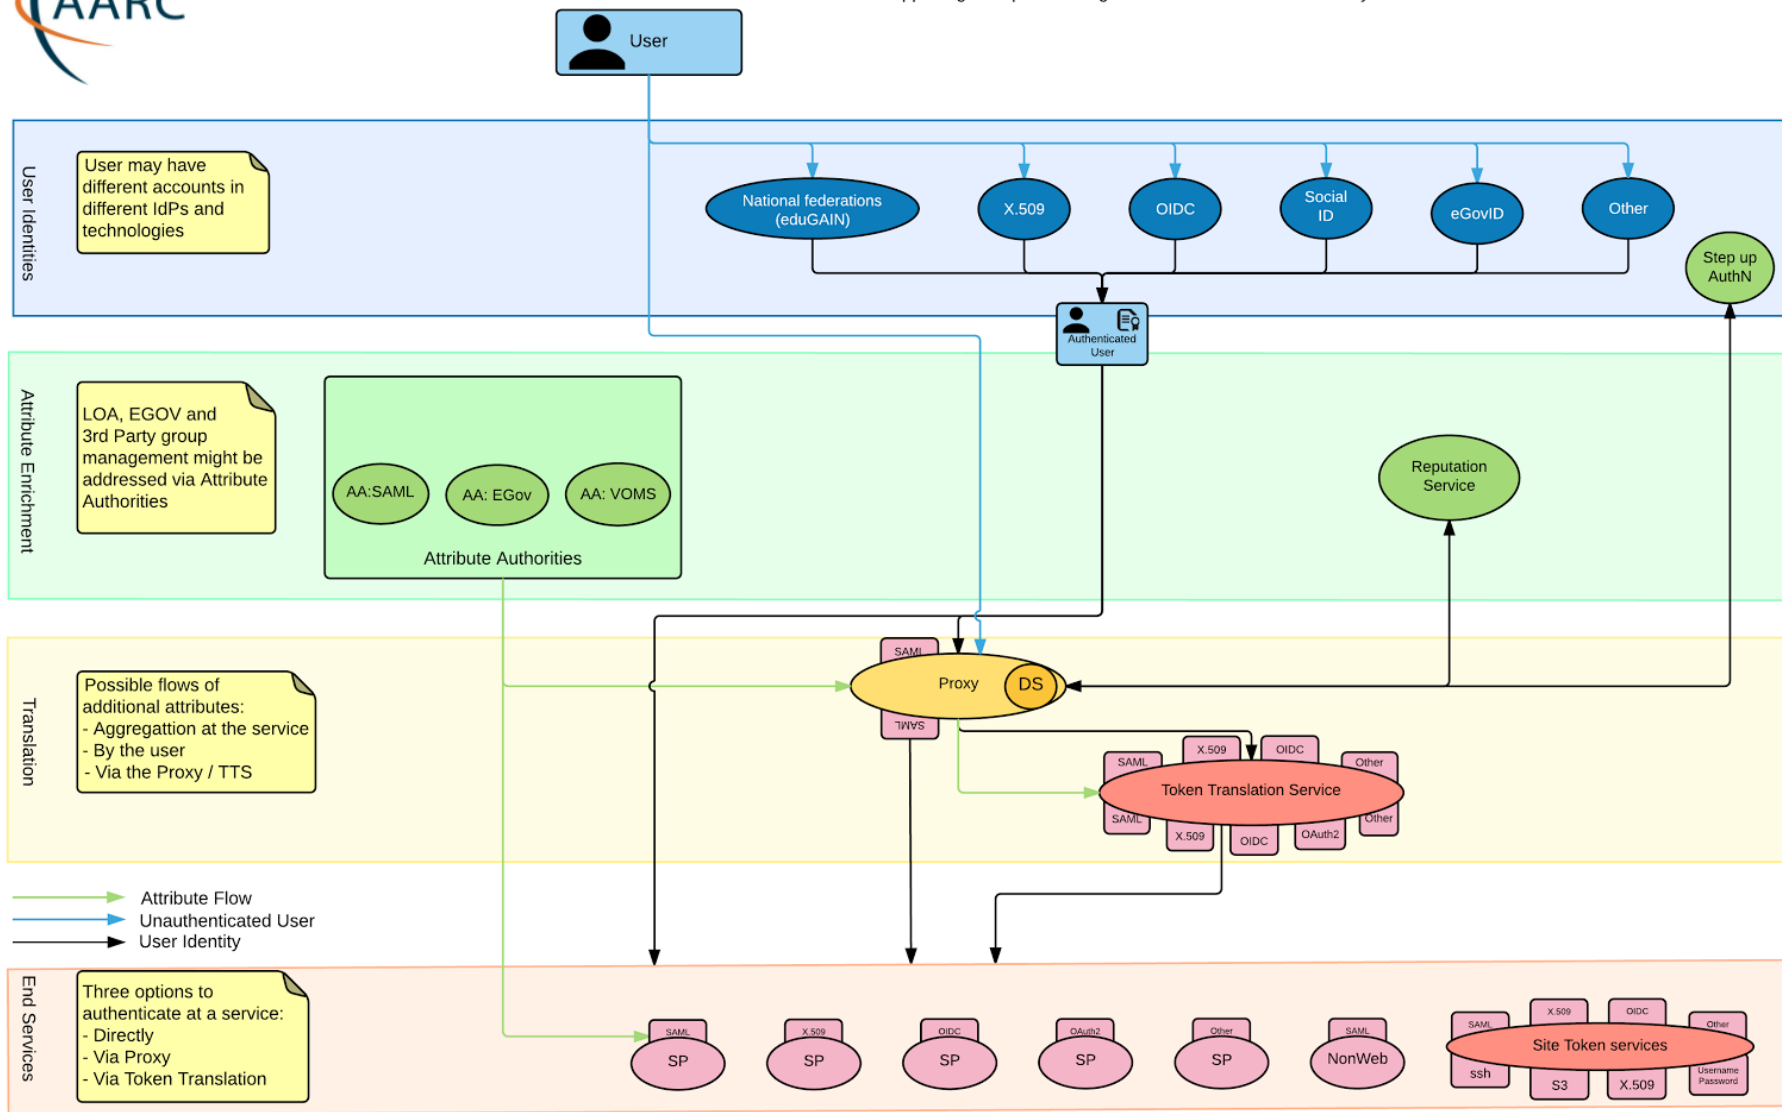 AARC
User
User Identities
User may have
different accounts in
different IdPs and
technologies
National federations
(eduGAIN)
X.509
OIDC
Social
ID
eGovID
Other
Step up
AuthN
Authenticated
User
Attribute Enrichment
LOA, EGOV and
3rd Party group
management might be
addressed via Attribute
Authorities
AA:SAML
AA: EGov
AA: VOMS
Attribute Authorities
Reputation
Service
Translation
Possible flows of
additional attributes:
- Aggregattion at the service
- By the user
- Via the Proxy / TTS
SAML
Proxy
DS
SAML
SAML
X.509
OIDC
Other
Token Translation Service
SAML
X.509
OIDC
OAuth2
Other
Attribute Flow
Unauthenticated User
User Identity
End Services
Three options to
authenticate at a service:
- Directly
- Via Proxy
- Via Token Translation
SAML
SP
X.509
SP
OIDC
SP
OAuth2
SP
Other
SP
SAML
NonWeb
SAML
X.509
OIDC
Other
Site Token services
ssh
S3
X.509
Username
Password